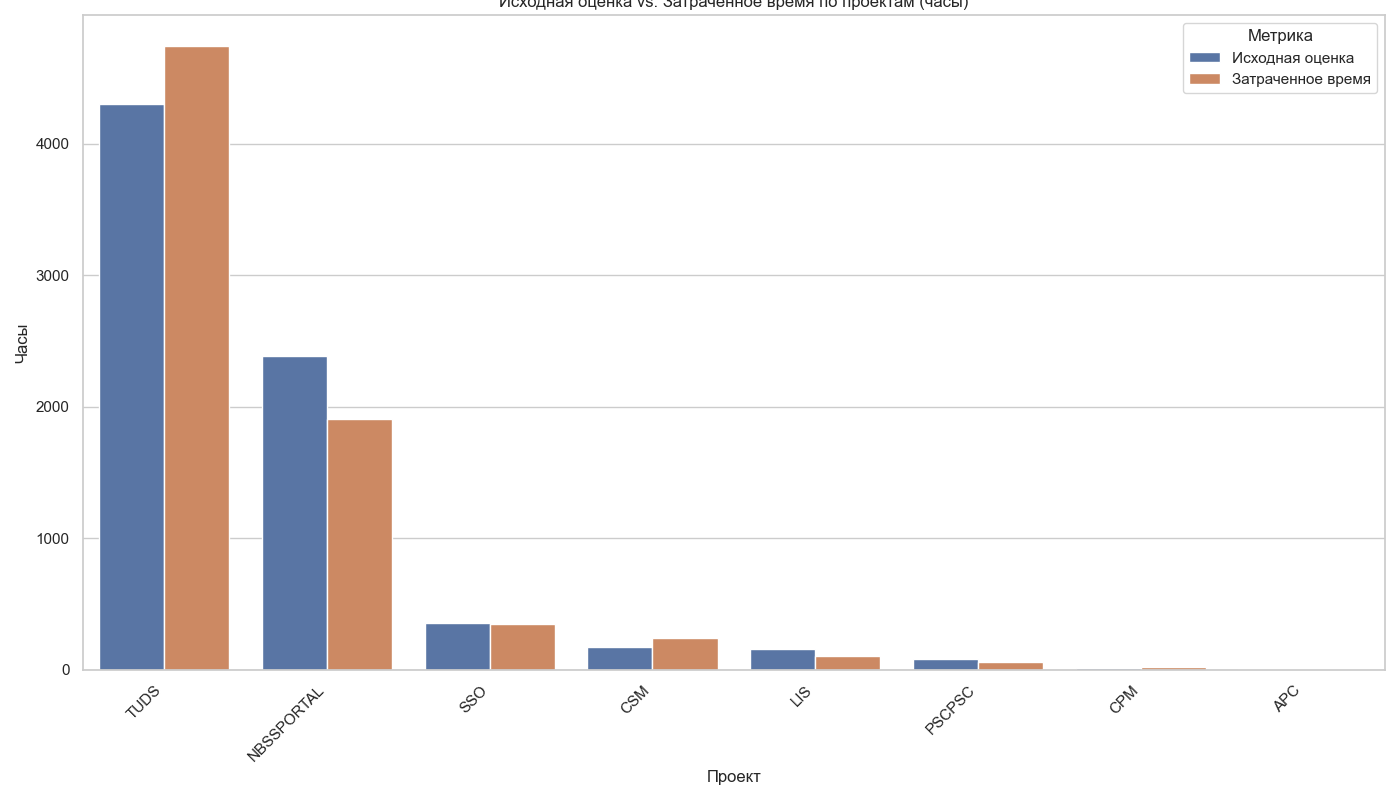 Исходная оценка vs. Затраченное время по проектам (часы)
Метрика
Исходная оценка
Затраченное время
Часы
4000
3000
2000
1000
0
TUDS
NBSSPORTAL
SSO
CSM
LIS
PSCPSC
CPM
APC
Проект